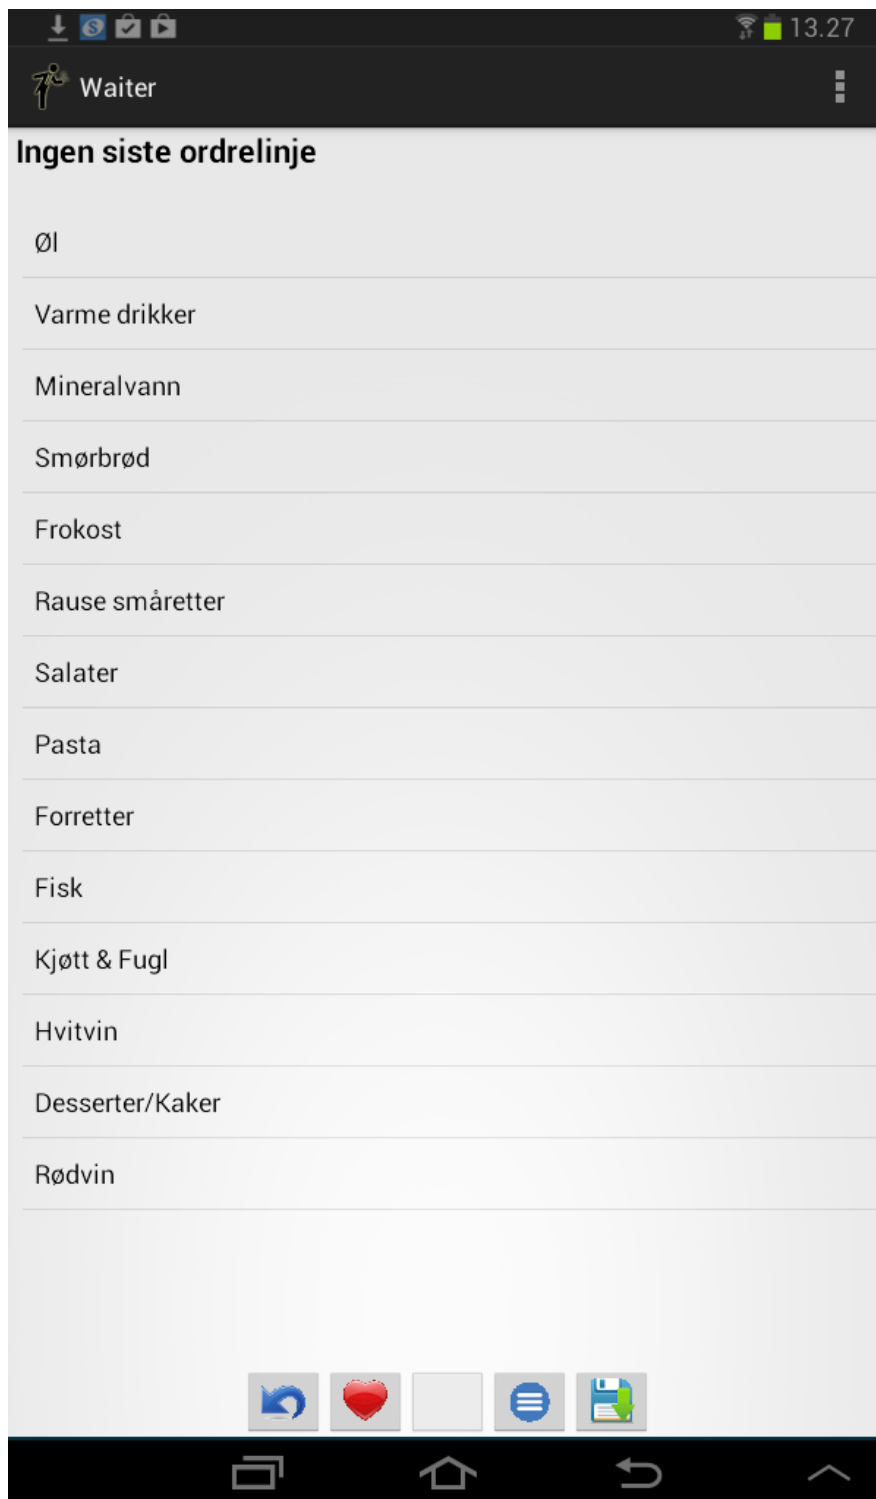 13.27
Waiter
Ingen siste ordrelinje
Øl
Varme drikker
Mineralvann
Smørbrød
Frokost
Rause småretter
Salater
Pasta
Forretter
Fisk
Kjøtt & Fugl
Hvitvin
Desserter/Kaker
Rødvin